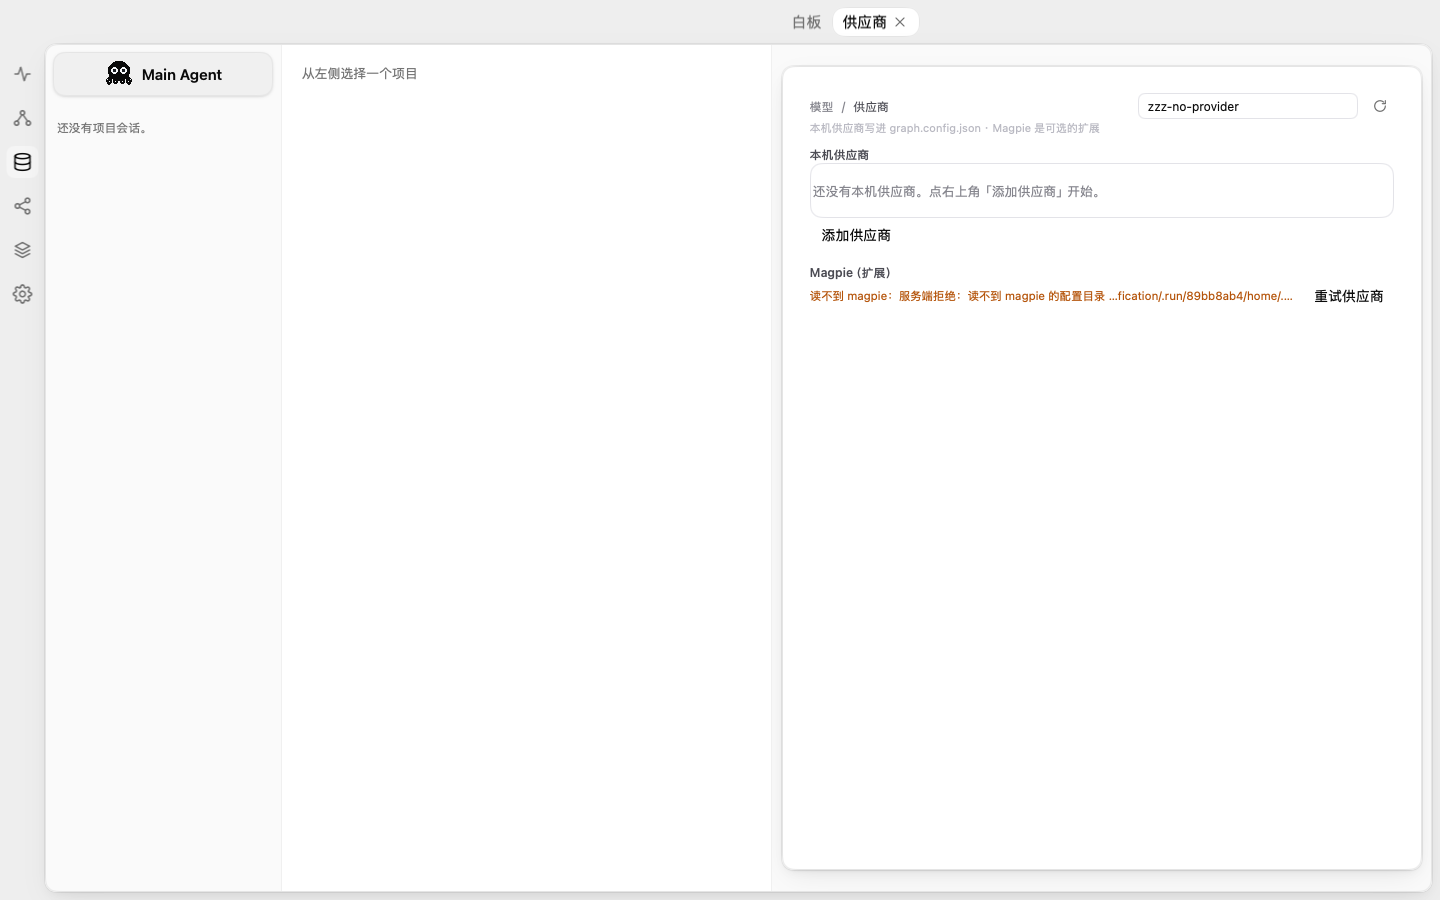 白板
供应商
Main Agent
还没有项目会话。
从左侧选择一个项目
模型 / 供应商
zzz-no-provider
本机供应商写进 graph.config.json · Magpie 是可选的扩展
本机供应商
还没有本机供应商。点右上角「添加供应商」开始。
添加供应商
Magpie (扩展)
读不到 magpie：服务端拒绝：读不到 magpie 的配置目录 …fication/.run/89bb8ab4/home/.…
重试供应商